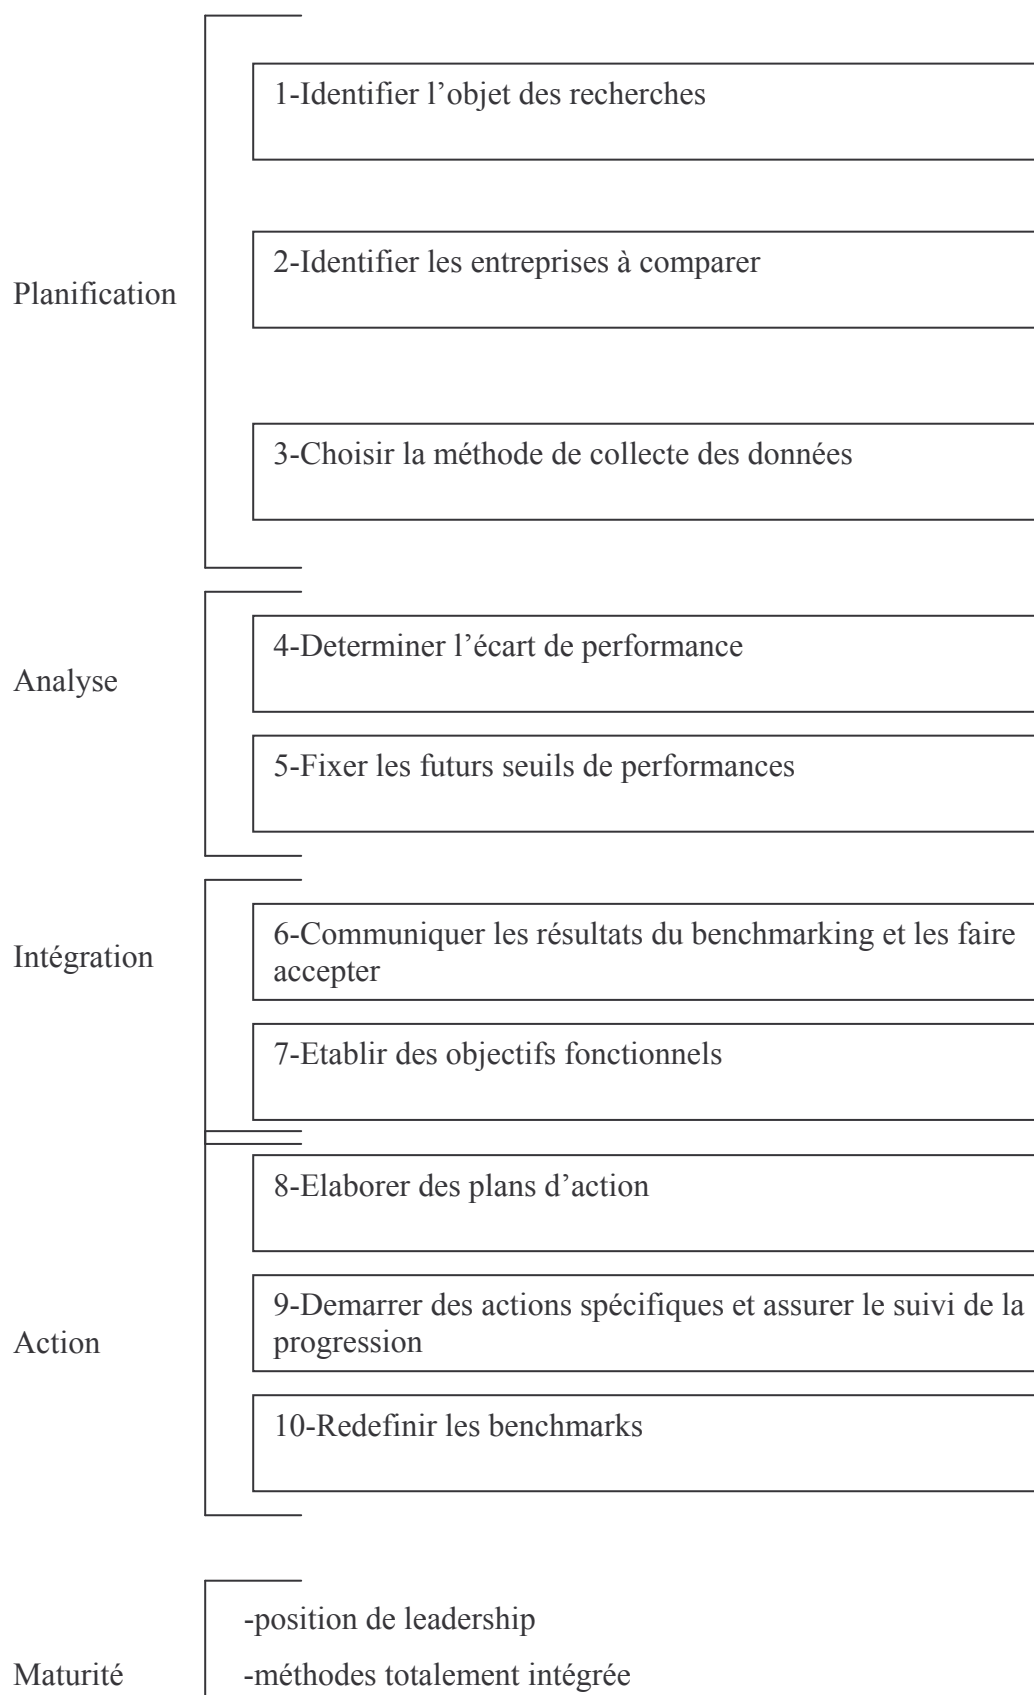 1-Identifier l’objet des recherches
2-Identifier les entreprises à comparer
Planification
3-Choisir la méthode de collecte des données
4-Determiner l’écart de performance
Analyse
5-Fixer les futurs seuils de performances
6-Communiquer les résultats du benchmarking et les faire
accepter
Intégration
7-Etablir des objectifs fonctionnels
8-Elaborer des plans d’action
9-Demarrer des actions spécifiques et assurer le suivi de la
progression
Action
10-Redefinir les benchmarks
-position de leadership
Maturité
-méthodes totalement intégrée